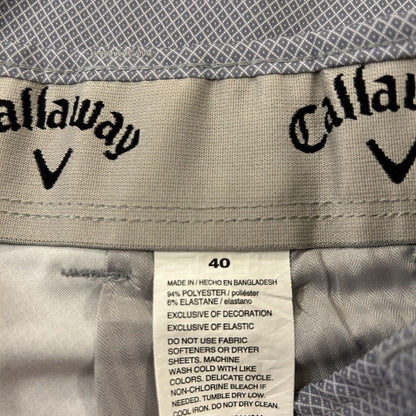 Callaway
Callaway
40
MADE IN / HECHO EN BANGLADESH
94% POLYESTER / poliéster
6% ELASTANE / elastano
EXCLUSIVE OF DECORATION
EXCLUSIVE OF ELASTIC
DO NOT USE FABRIC
SOFTENERS OR DRYER
SHEETS. MACHINE
WASH COLD WITH LIKE
COLORS. DELICATE CYCLE.
NON-CHLORINE BLEACH IF
NEEDED. TUMBLE DRY LOW.
COOL IRON. DO NOT DRY CLEAN.